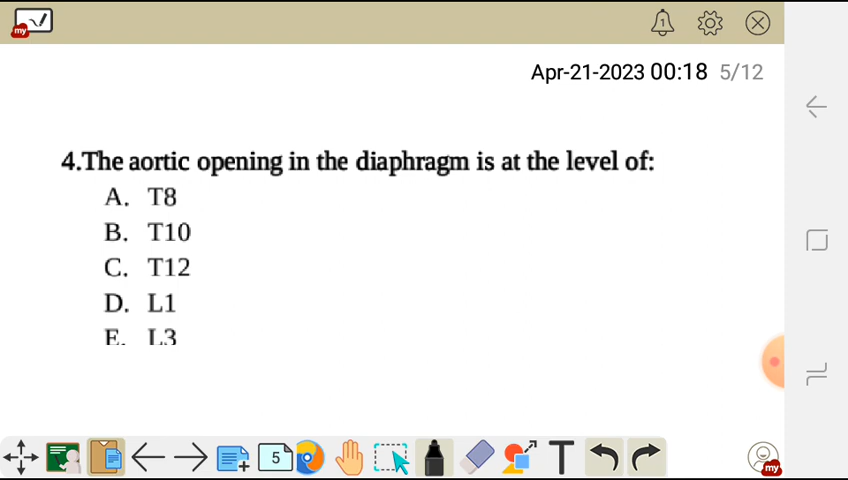 my
1
Apr-21-2023 00:18 5/12
4.The aortic opening in the diaphragm is at the level of:
A. T8
B. T10
C. T12
D. L1
E. L3
5
T
my